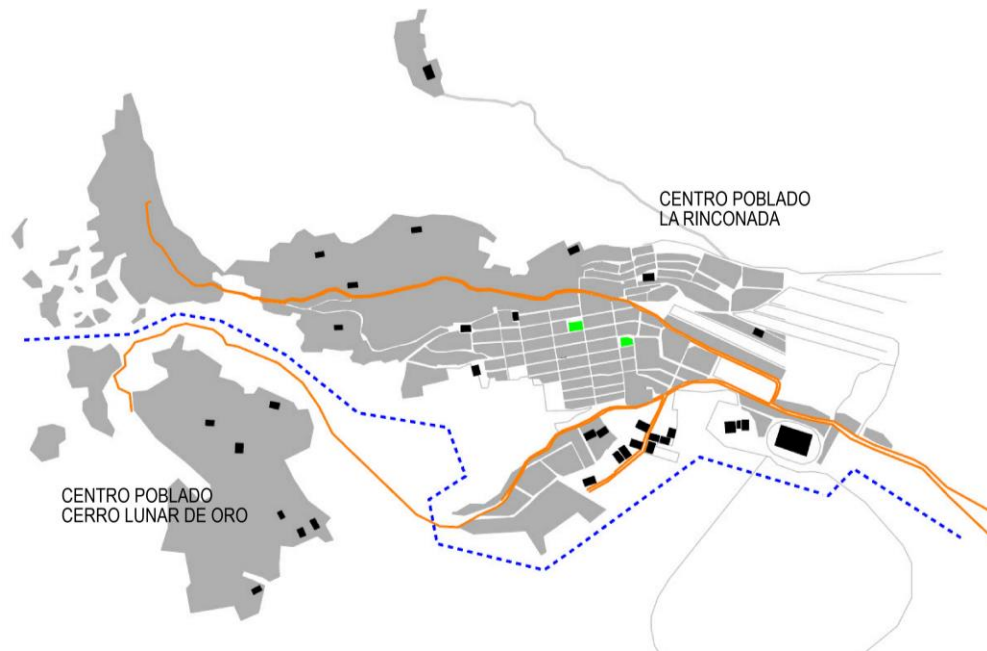 CENTRO POBLADO
LA RINCONADA
CENTRO POBLADO
CERRO LUNAR DE ORO